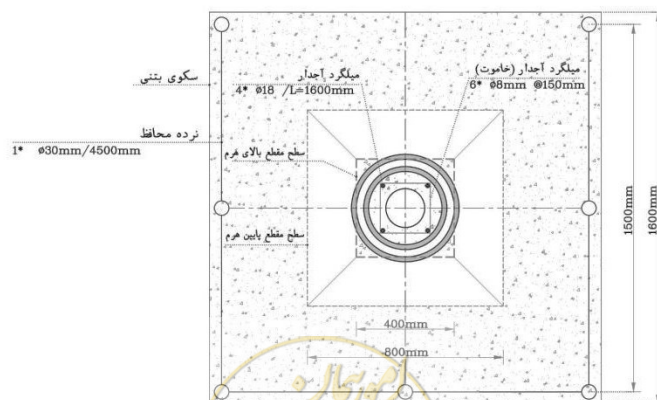 میلگرد آجدار (خاموت)
6* ø8mm @150mm
میلگرد آجدار
4* ø18 /L=1600mm
سکوی بتنی
نرده محافظ
1* ø30mm/4500mm
سطح مقطع بالای هرم
سطح مقطع پایین هرم
400mm
800mm
1500mm
1600mm